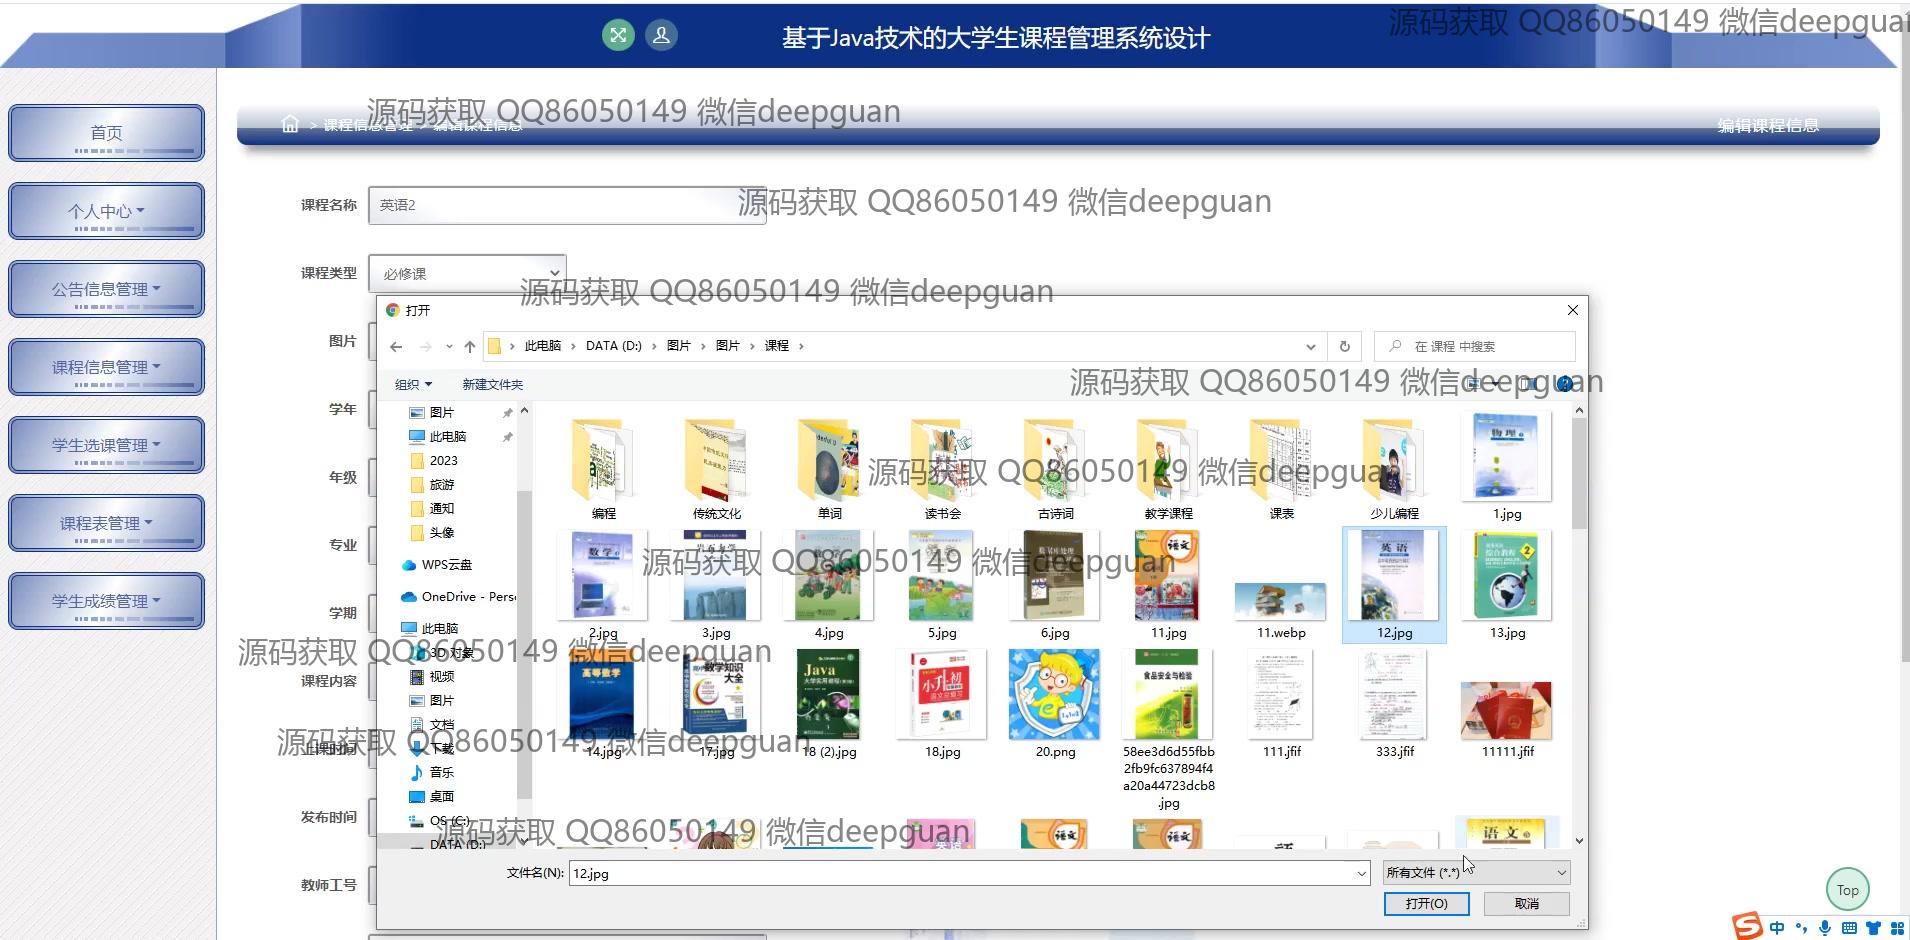 基于Java技术的大学生课程管理系统设计
源码获取 QQ86050149 微信deepguan
首页
个人中心
公告信息管理
课程信息管理
学生选课管理
课程表管理
学生成绩管理
源码获取 QQ86050149 微信deepguan
> 课程信息管理 > 编辑课程信息
编辑课程信息
课程名称
英语2
源码获取 QQ86050149 微信deepguan
课程类型
必修课
源码获取 QQ86050149 微信deepguan
图片
学年
年级
专业
学期
课程内容
上课时间
发布时间
教师工号
打开
此电脑 > DATA (D:) > 图片 > 图片 > 课程 >
在 课程 中搜索
组织
新建文件夹
源码获取 QQ86050149 微信deepguan
图片
此电脑
2023
旅游
通知
头像
WPS云盘
OneDrive - Pers
此电脑
3D 对象
视频
图片
文档
下载
音乐
桌面
OS (C:)
DATA (D:)
源码获取 QQ86050149 微信deepguan
编程
传统文化
单词
读书会
古诗词
教学课程
课表
少儿编程
1.jpg
源码获取 QQ86050149 微信deepguan
2.jpg
3.jpg
4.jpg
5.jpg
6.jpg
11.jpg
11.webp
12.jpg
13.jpg
源码获取 QQ86050149 微信deepguan
14.jpg
17.jpg
18 (2).jpg
18.jpg
20.png
58ee3d6d55fbb
2fb9fc637894f4
a20a44723dcb8
.jpg
111.jfif
333.jfif
11111.jfif
源码获取 QQ86050149 微信deepguan
源码获取 QQ86050149 微信deepguan
文件名(N):
12.jpg
所有文件 (*.*)
打开(O)
取消
Top
中